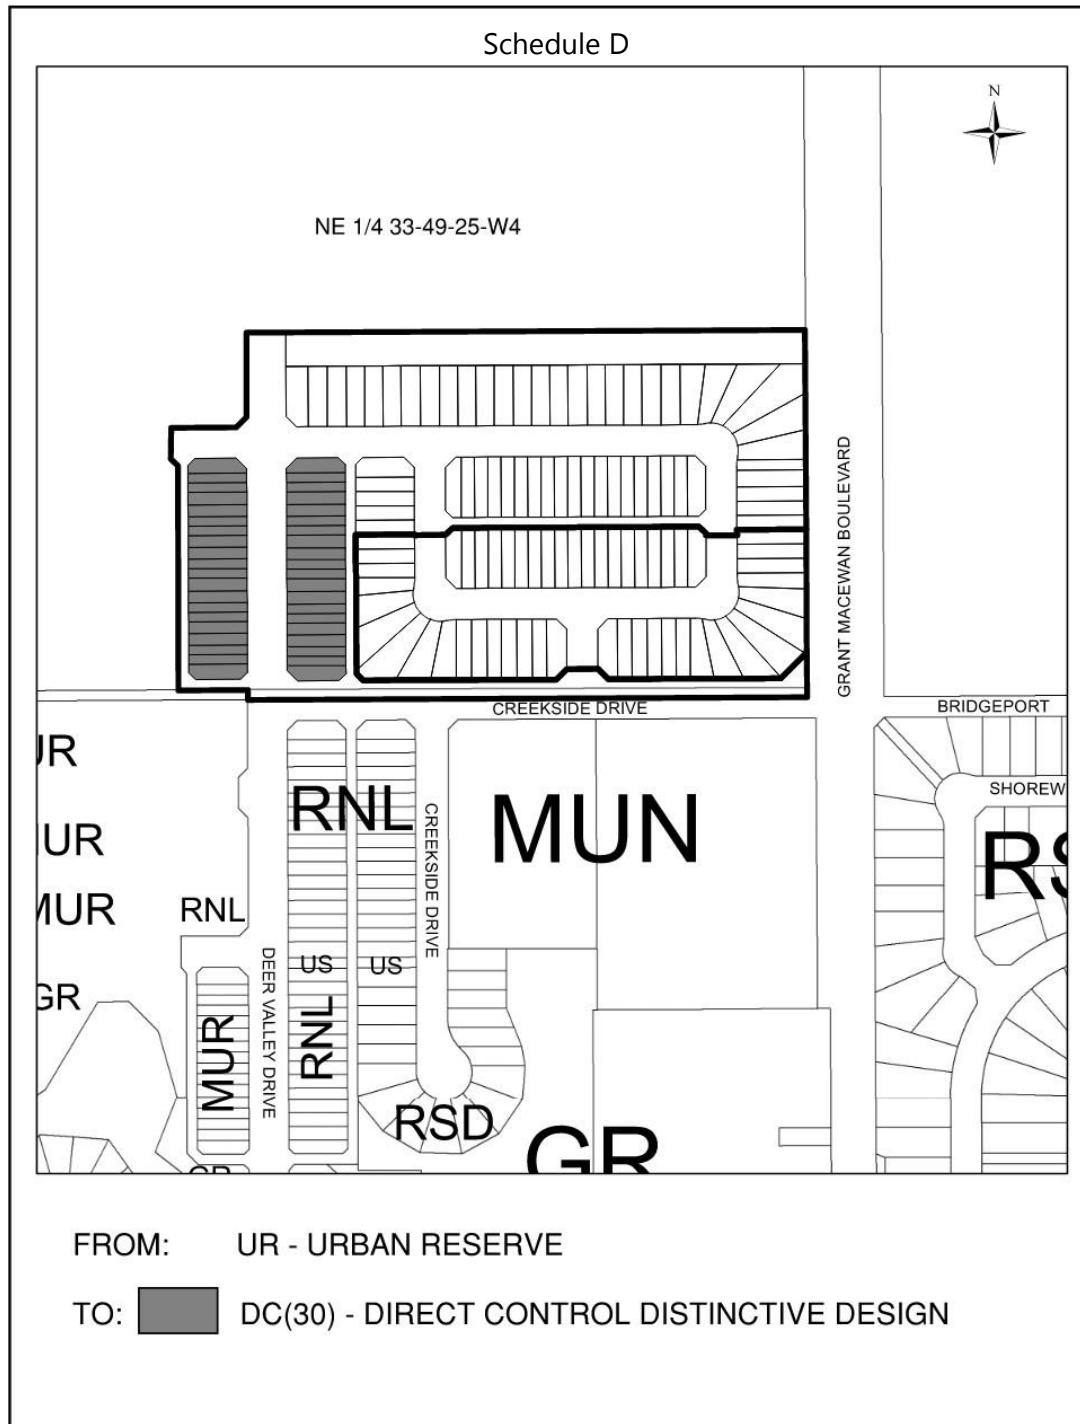 Schedule D
N
NE 1/4 33-49-25-W4
GRANT MACEWAN BOULEVARD
CREEKSIDE DRIVE
BRIDGEPORT
UR
SHOREW
RNL
MUN
CREEKSIDE DRIVE
UR
RS
MUR
RNL
DEER VALLEY DRIVE
US
US
GR
RNL
MUR
RSD
GR
FROM: UR - URBAN RESERVE
TO: DC(30) - DIRECT CONTROL DISTINCTIVE DESIGN